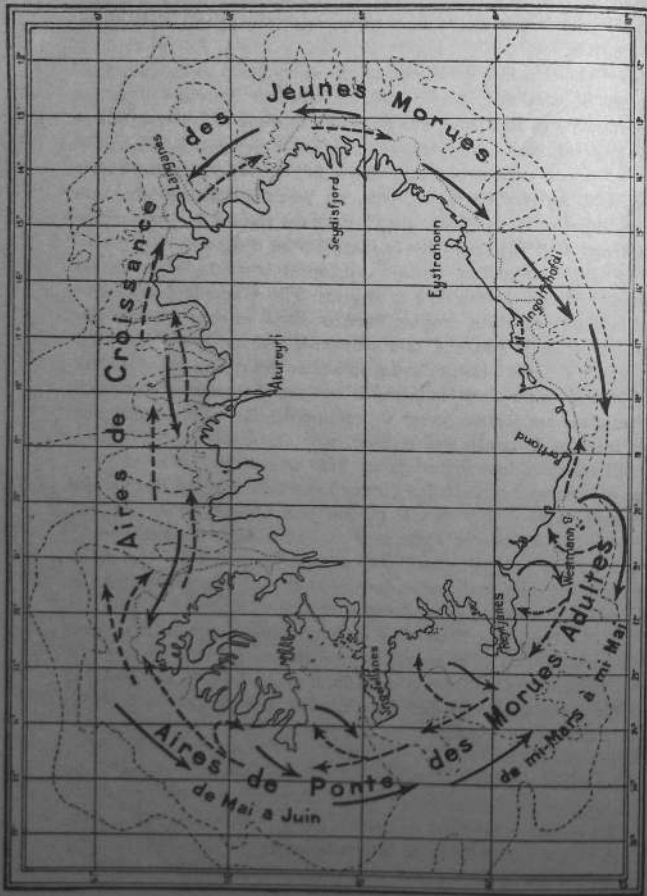 Aires de Croissance des Jeunes Morues
Langanes
Seydisfjord
Eystrahorn
Ingolfshofdi
Portland
Westmann
Reykjanes
Snaefellsnes
Akureyri
Aires de Ponte des Morues Adultes
de Mai à Juin
de mi-Mars à mi Mai